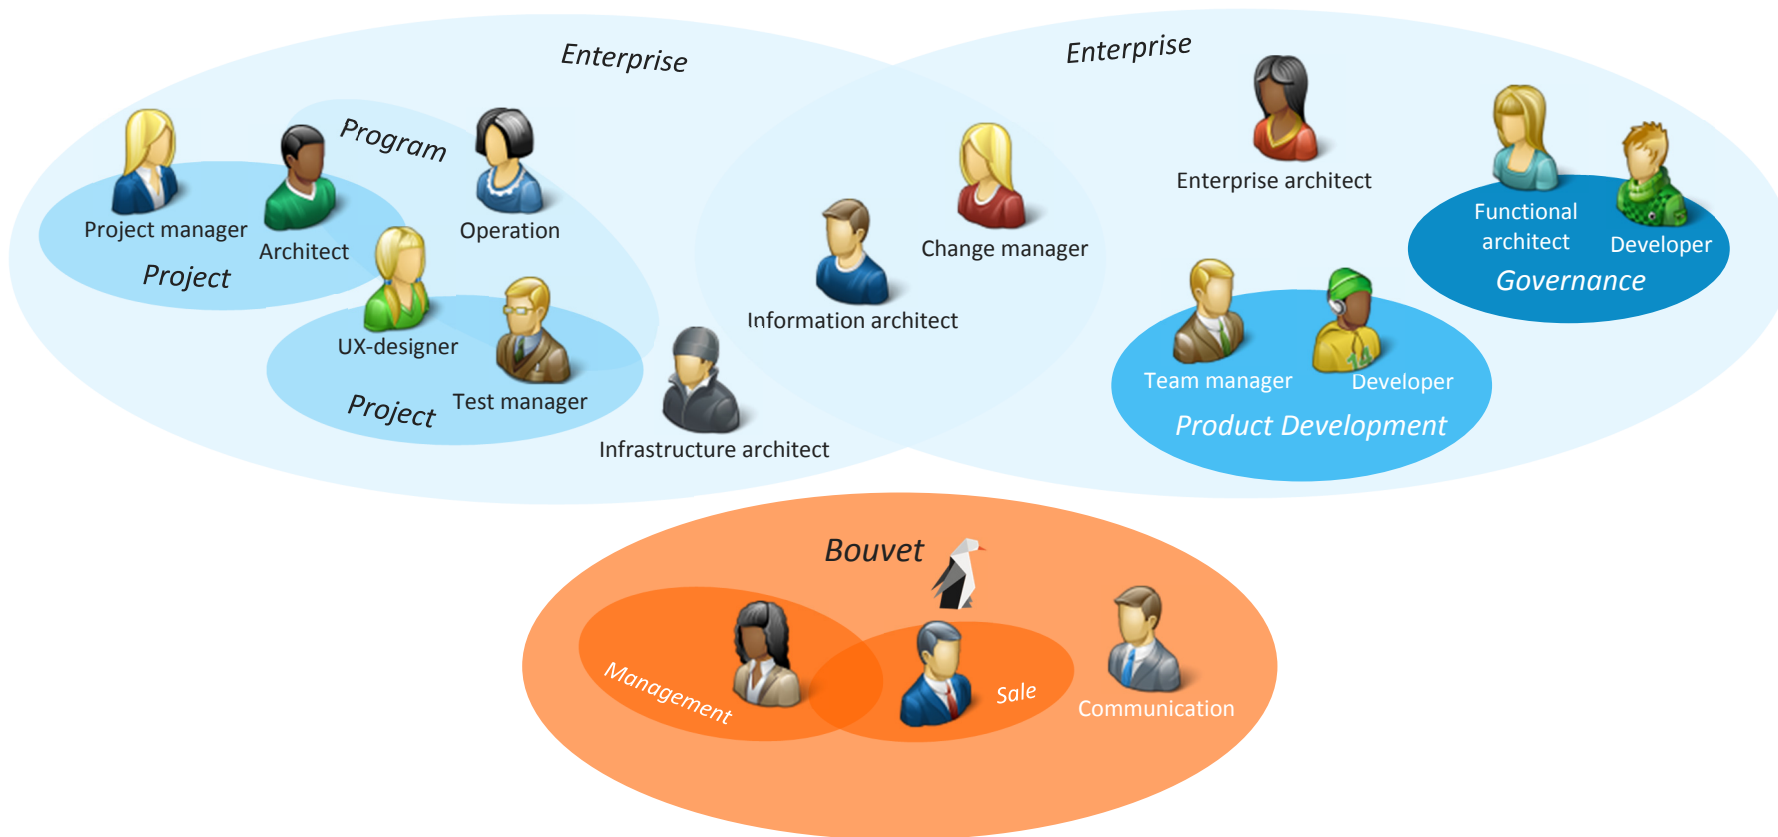 Enterprise
Enterprise
Program
Project manager
Architect
Operation
Project
UX-designer
Test manager
Project
Infrastructure architect
Information architect
Change manager
Enterprise architect
Functional
architect
Developer
Governance
Team manager
Developer
Product Development
14
Bouvet
Management
Sale
Communication